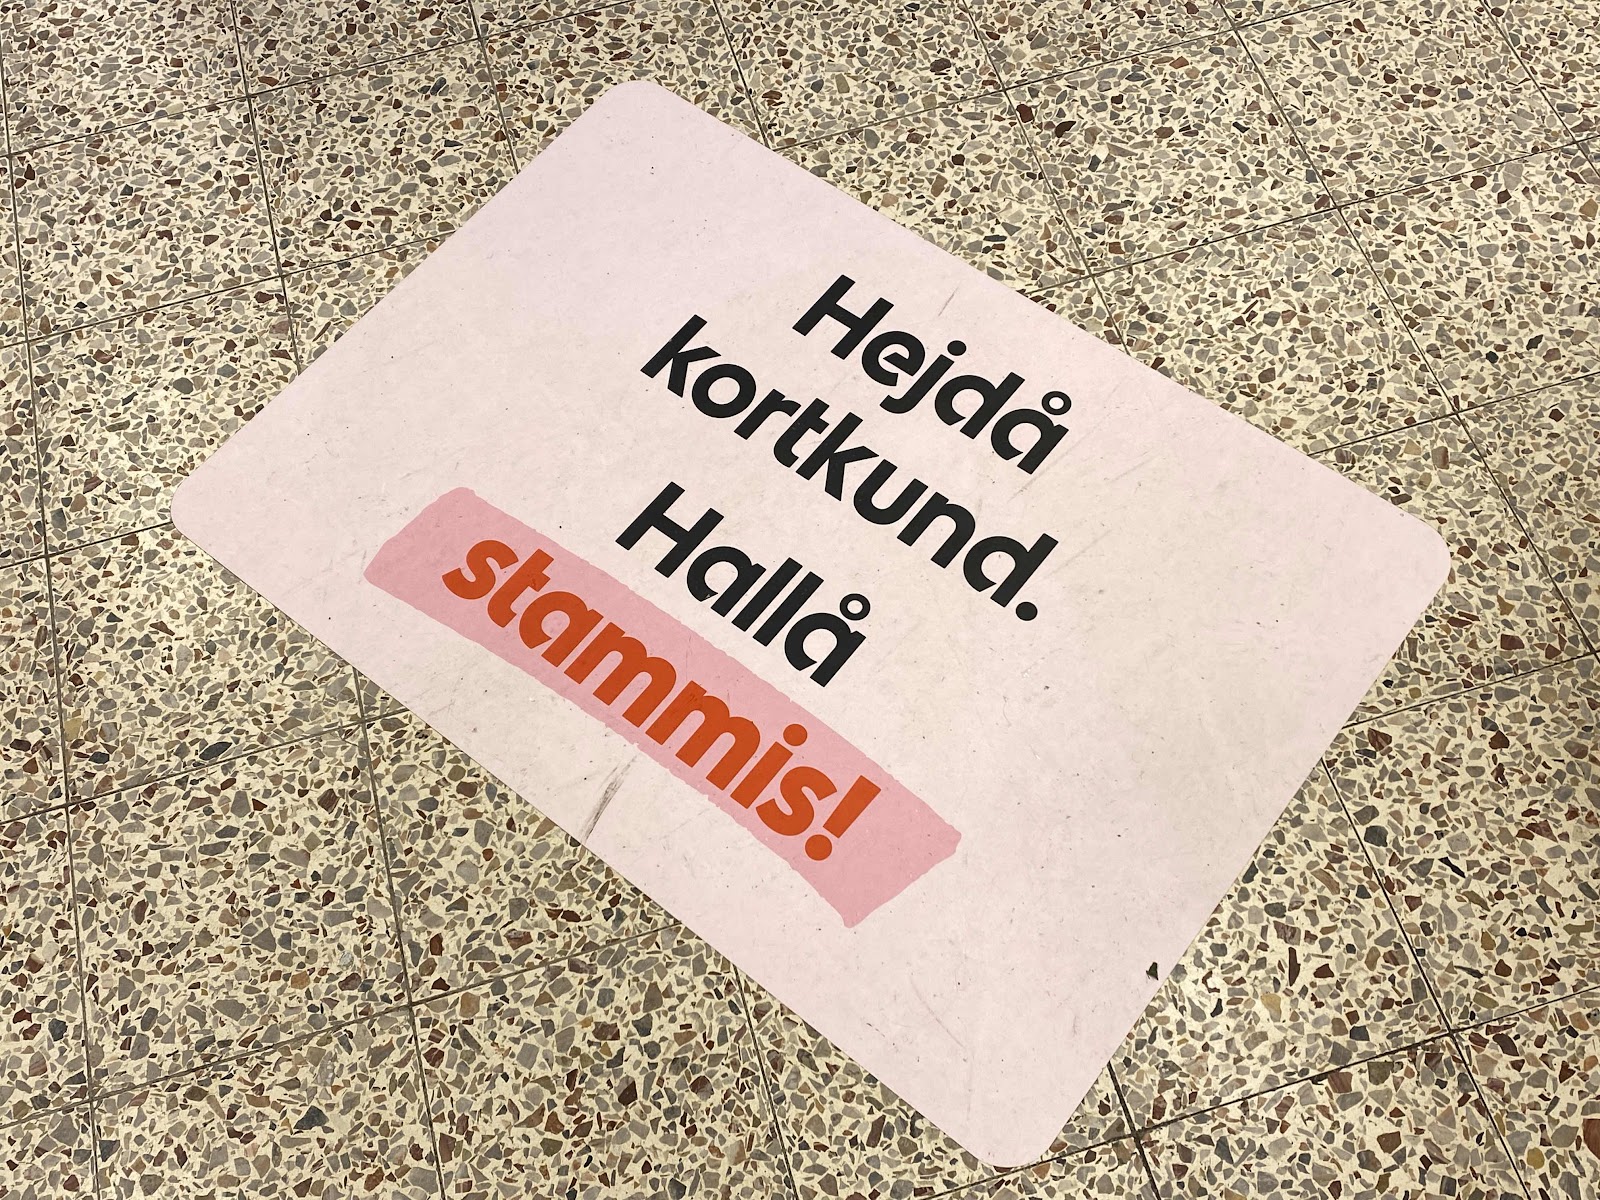 Hejdå
kortkund.
Hallå
stammis!